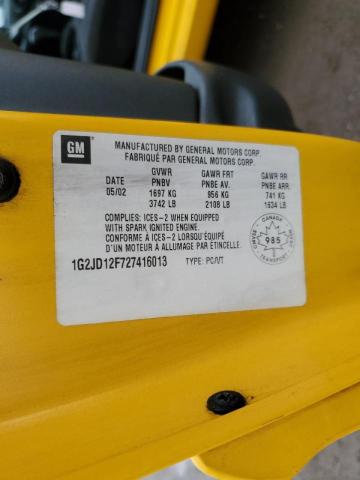 GM
MANUFACTURED BY GENERAL MOTORS CORP.
FABRIQUÉ PAR GENERAL MOTORS CORP.
GVWR GAWR FRT GAWR RR
DATE PNBV PNBE AV. PNBE ARR.
05/02 1697 KG 956 KG 741 KG
3742 LB 2108 LB 1634 LB
COMPLIES: ICES-2 WHEN EQUIPPED
WITH SPARK IGNITED ENGINE.
CONFORME À ICES-2 LORSQU'ÉQUIPÉ
D'UN MOTEUR À ALLUMAGE PAR ÉTINCELLE.
1G2JD12F727416013 TYPE: PC/VT
CANADA
985
TRANSPORT